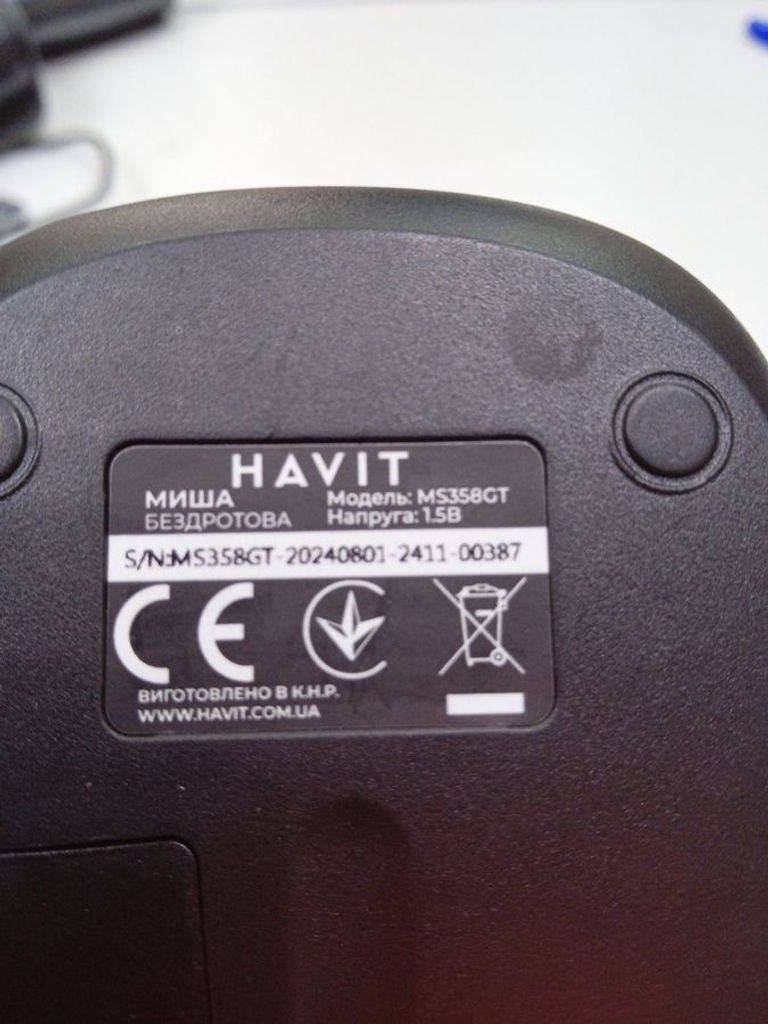 HAVIT
МИША
БЕЗДРОТОВА
Модель: MS358GT
Напруга: 1.5В
S/N:MS358GT-20240801-2411-00387
CE
ВИГОТОВЛЕНО В К.Н.Р.
WWW.HAVIT.COM.UA